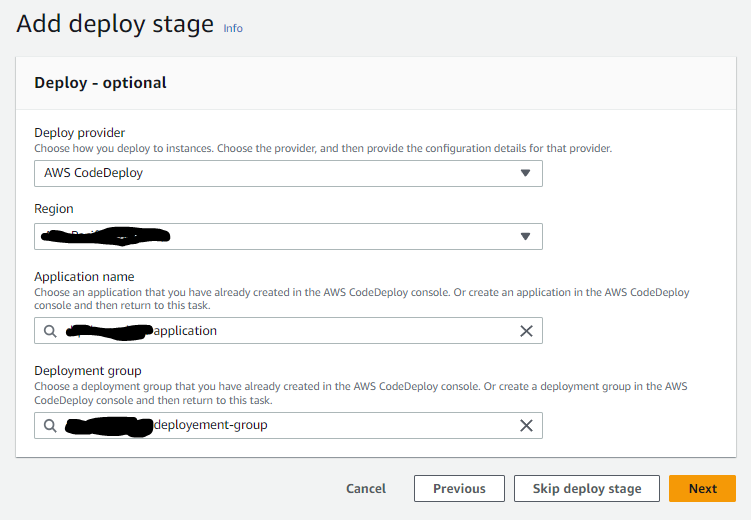 Add deploy stage Info
Deploy - optional
Deploy provider
Choose how you deploy to instances. Choose the provider, and then provide the configuration details for that provider.
AWS CodeDeploy
Region
Application name
Choose an application that you have already created in the AWS CodeDeploy console. Or create an application in the AWS CodeDeploy
console and then return to this task.
application
Deployment group
Choose a deployment group that you have already created in the AWS CodeDeploy console. Or create a deployment group in the AWS
CodeDeploy console and then return to this task.
deployement-group
Cancel Previous Skip deploy stage Next